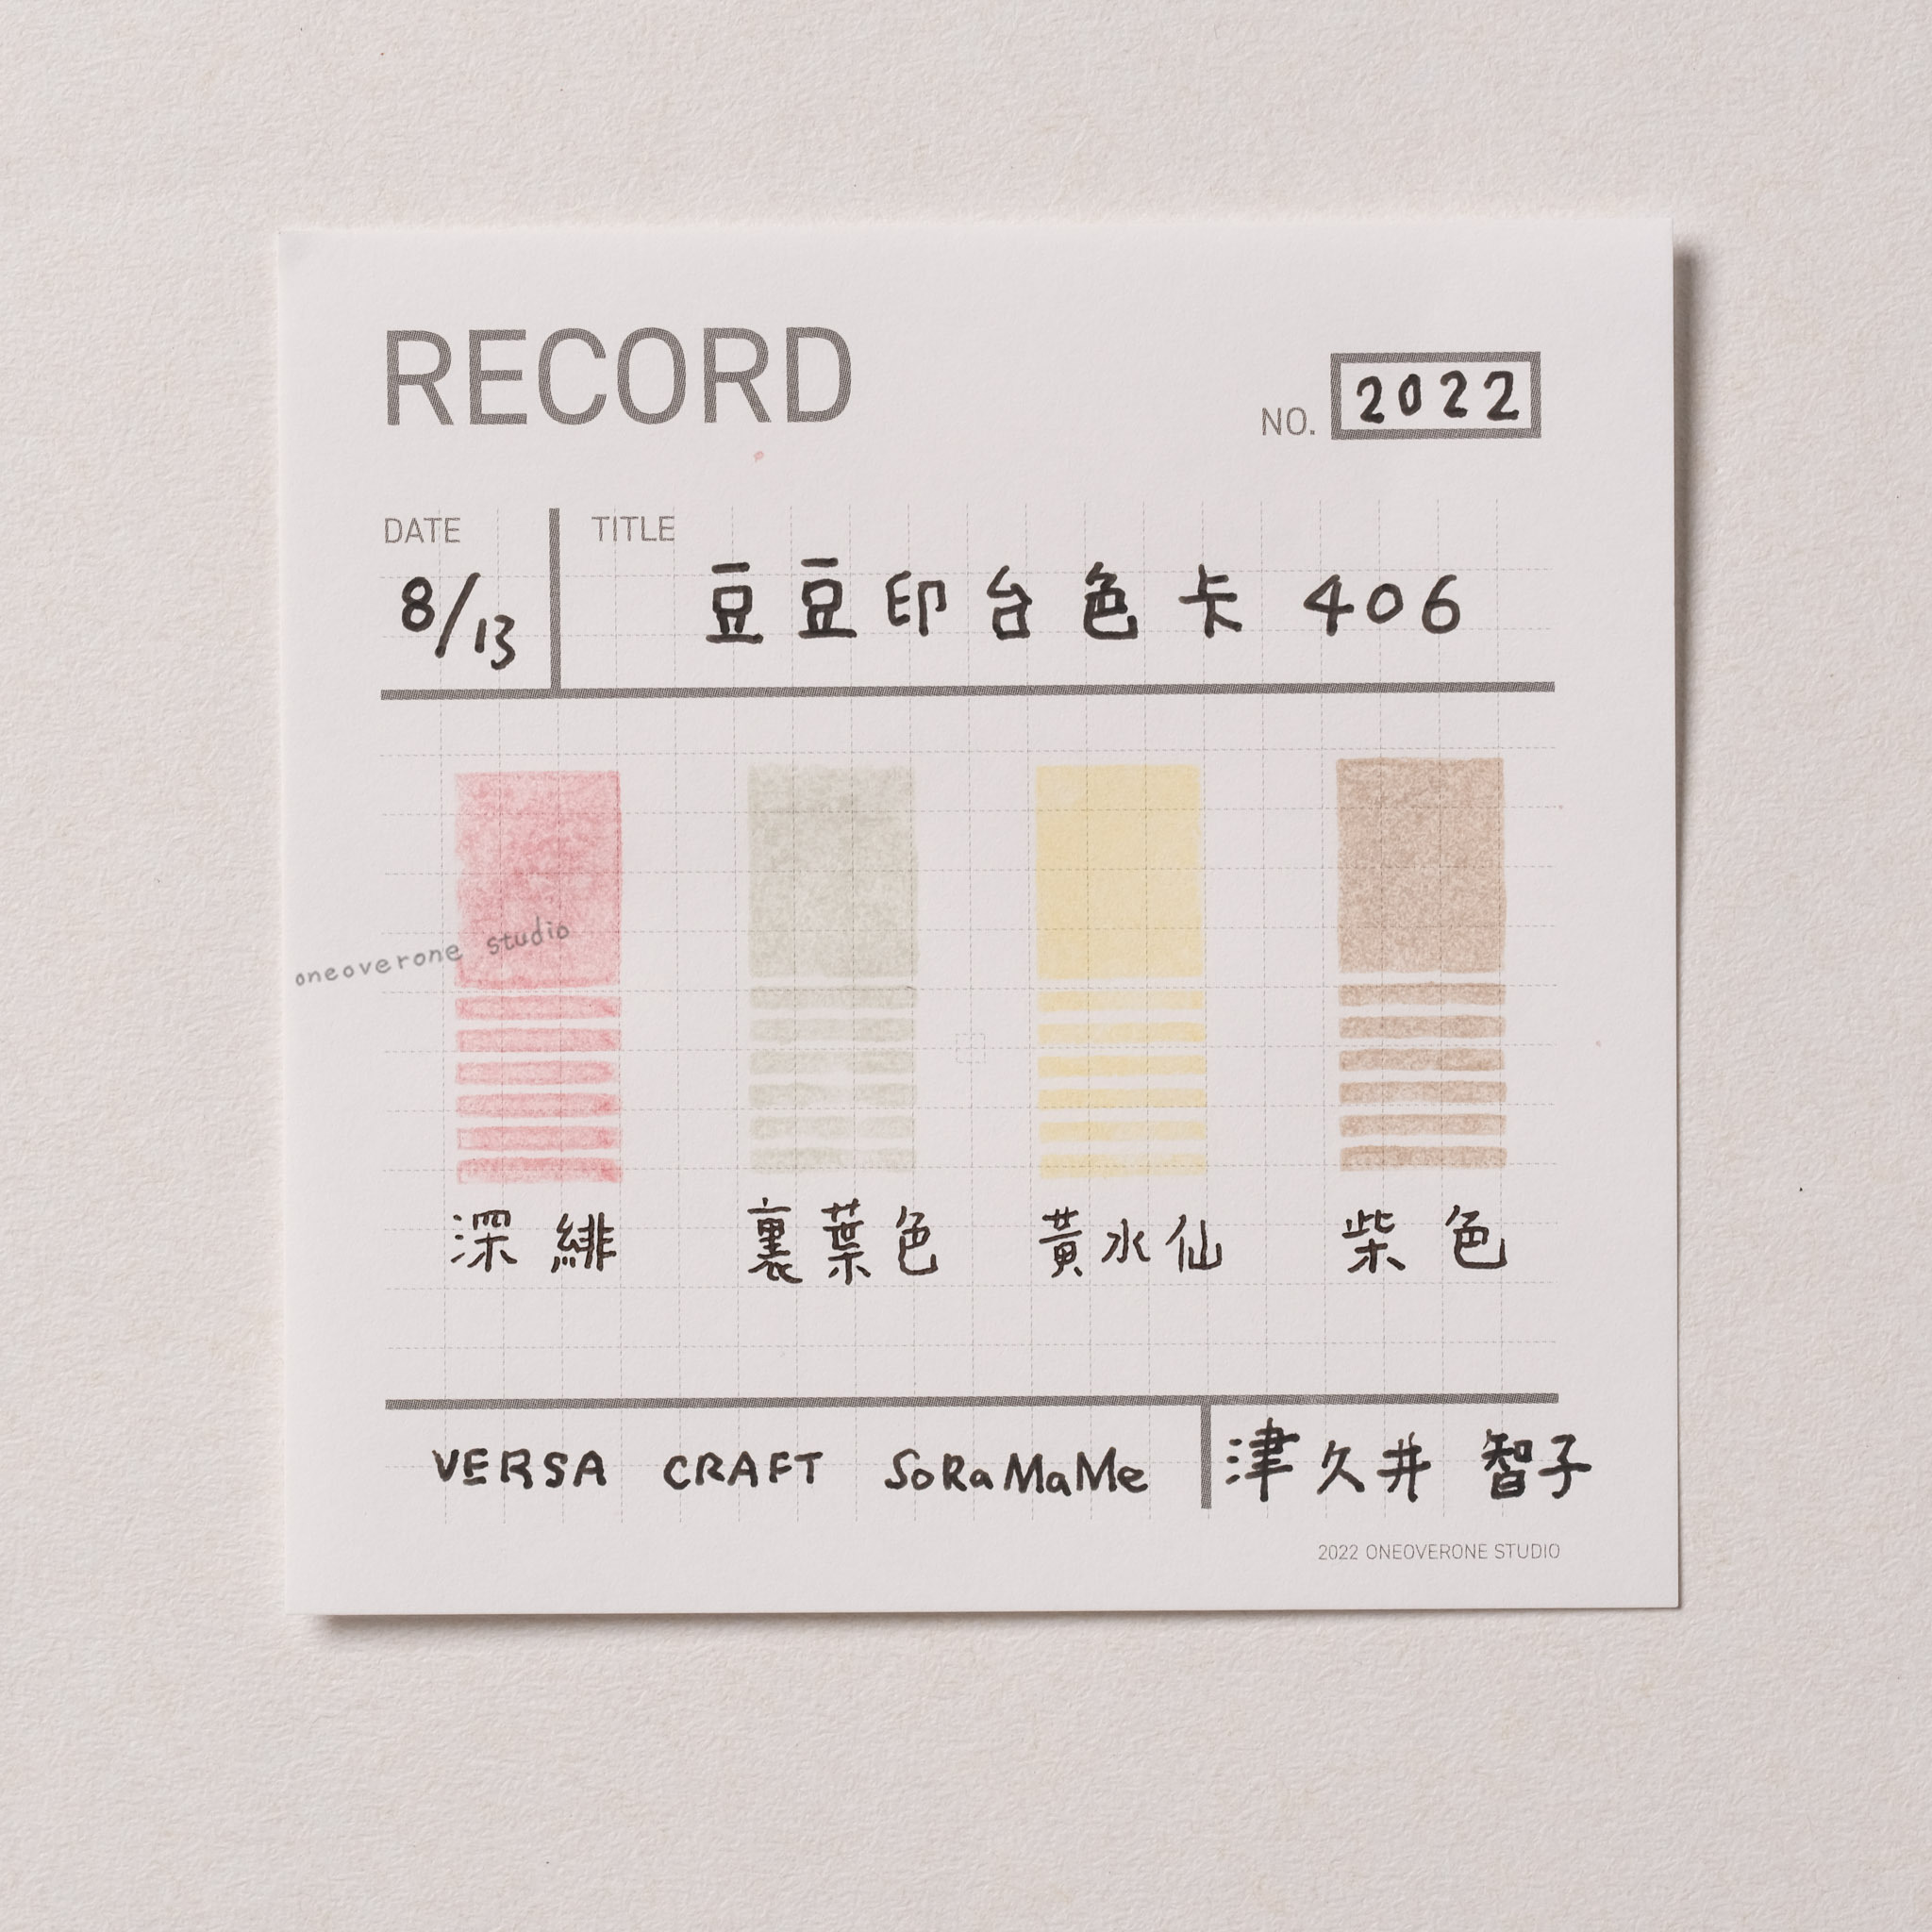 RECORD
NO. 2022
DATE TITLE
8/13 豆豆印台色卡 406
oneoverone studio
深緋 裏葉色 黃水仙 柴色
VERSA CRAFT SoRaMaMe 津久井 智子
2022 ONEOVERONE STUDIO